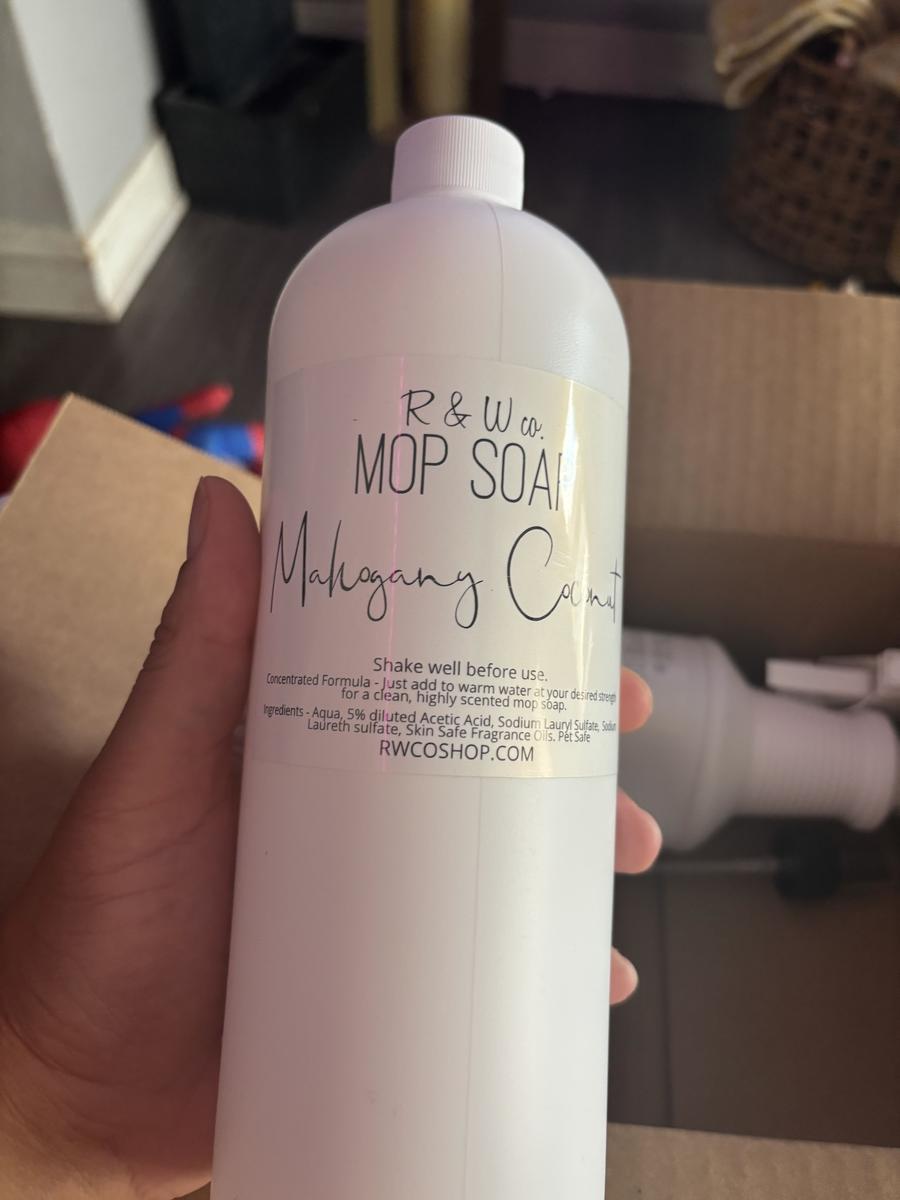 R & W co.
MOP SOAP
Mahogany Coconut
Shake well before use.
Concentrated Formula - Just add to warm water at your desired strength
for a clean, highly scented mop soap.
Ingredients - Aqua, 5% diluted Acetic Acid, Sodium Lauryl Sulfate, Sodium
Laureth sulfate, Skin Safe Fragrance Oils. Pet Safe
RWCOSHOP.COM